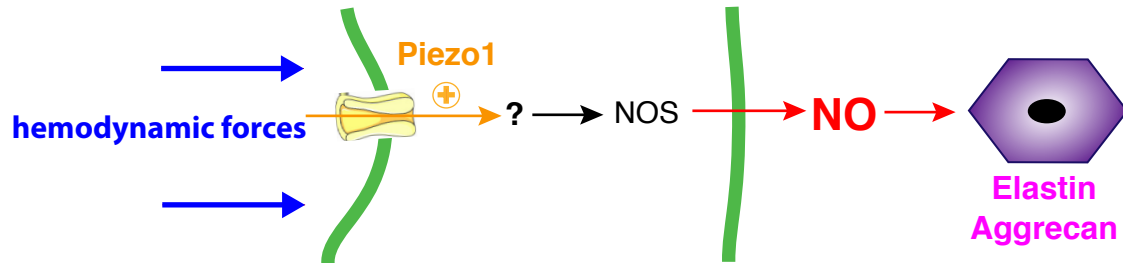 Piezo1
+
hemodynamic forces
?
NOS
NO
Elastin
Aggrecan